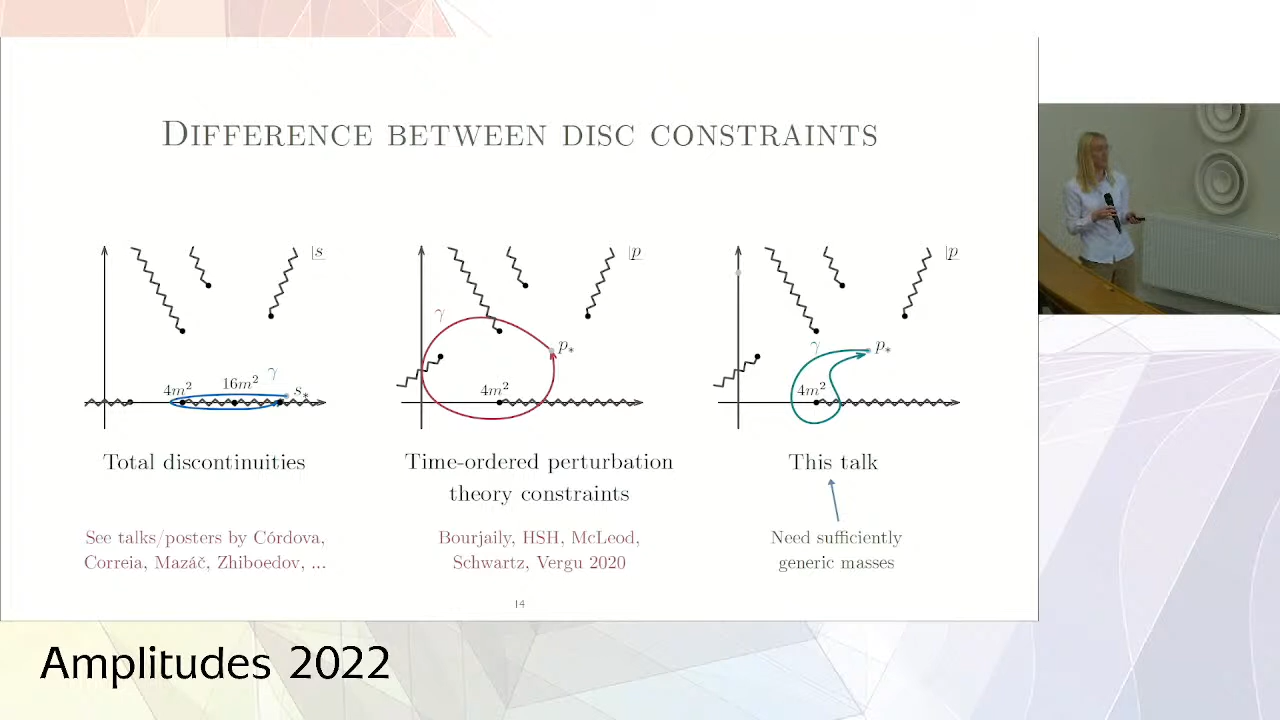 DIFFERENCE BETWEEN DISC CONSTRAINTS
s
γ
4m²
16m²
s*
Total discontinuities
See talks/posters by Córdova,
Correia, Mazáč, Zhiboedov, ...
p
γ
p*
4m²
Time-ordered perturbation
theory constraints
Bourjaily, HSH, McLeod,
Schwartz, Vergu 2020
p
γ
p*
4m²
This talk
Need sufficiently
generic masses
14
Amplitudes 2022